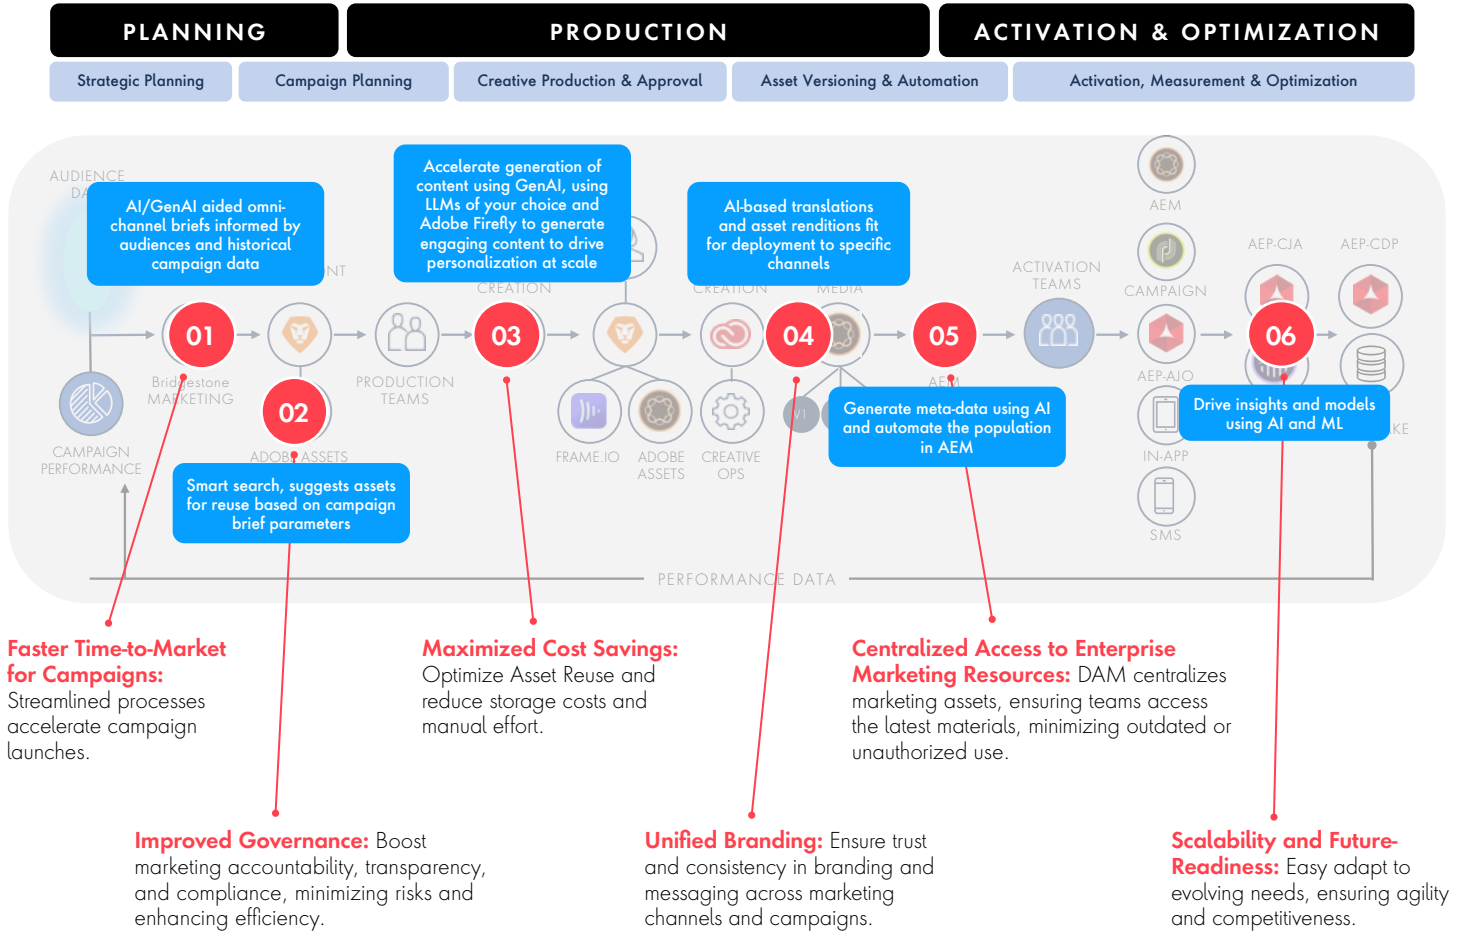 PLANNING
PRODUCTION
ACTIVATION & OPTIMIZATION
Strategic Planning
Campaign Planning
Creative Production & Approval
Asset Versioning & Automation
Activation, Measurement & Optimization
AUDIENCE
AI/GenAI aided omni-
channel briefs informed by
audiences and historical
campaign data
Accelerate generation of
content using GenAI, using
LLMs of your choice and
Adobe Firefly to generate
engaging content to drive
personalization at scale
CREATION
AI-based translations
and asset renditions fit
for deployment to specific
channels
CREATION
MEDIA
ACTIVATION
TEAMS
AEM
CAMPAIGN
AEP-AJO
IN-APP
SMS
AEP-CJA
AEP-CDP
01
02
03
04
05
06
Bridgestone
MARKETING
PRODUCTION
TEAMS
CAMPAIGN
PERFORMANCE
ADOBE ASSETS
Smart search, suggests assets
for reuse based on campaign
brief parameters
FRAME.IO
ADOBE
ASSETS
CREATIVE
OPS
V1
AEM
Generate meta-data using AI
and automate the population
in AEM
Drive insights and models
using AI and ML
PERFORMANCE DATA
Faster Time-to-Market
for Campaigns:
Streamlined processes
accelerate campaign
launches.
Maximized Cost Savings:
Optimize Asset Reuse and
reduce storage costs and
manual effort.
Centralized Access to Enterprise
Marketing Resources: DAM centralizes
marketing assets, ensuring teams access
the latest materials, minimizing outdated or
unauthorized use.
Improved Governance: Boost
marketing accountability, transparency,
and compliance, minimizing risks and
enhancing efficiency.
Unified Branding: Ensure trust
and consistency in branding and
messaging across marketing
channels and campaigns.
Scalability and Future-
Readiness: Easy adapt to
evolving needs, ensuring agility
and competitiveness.